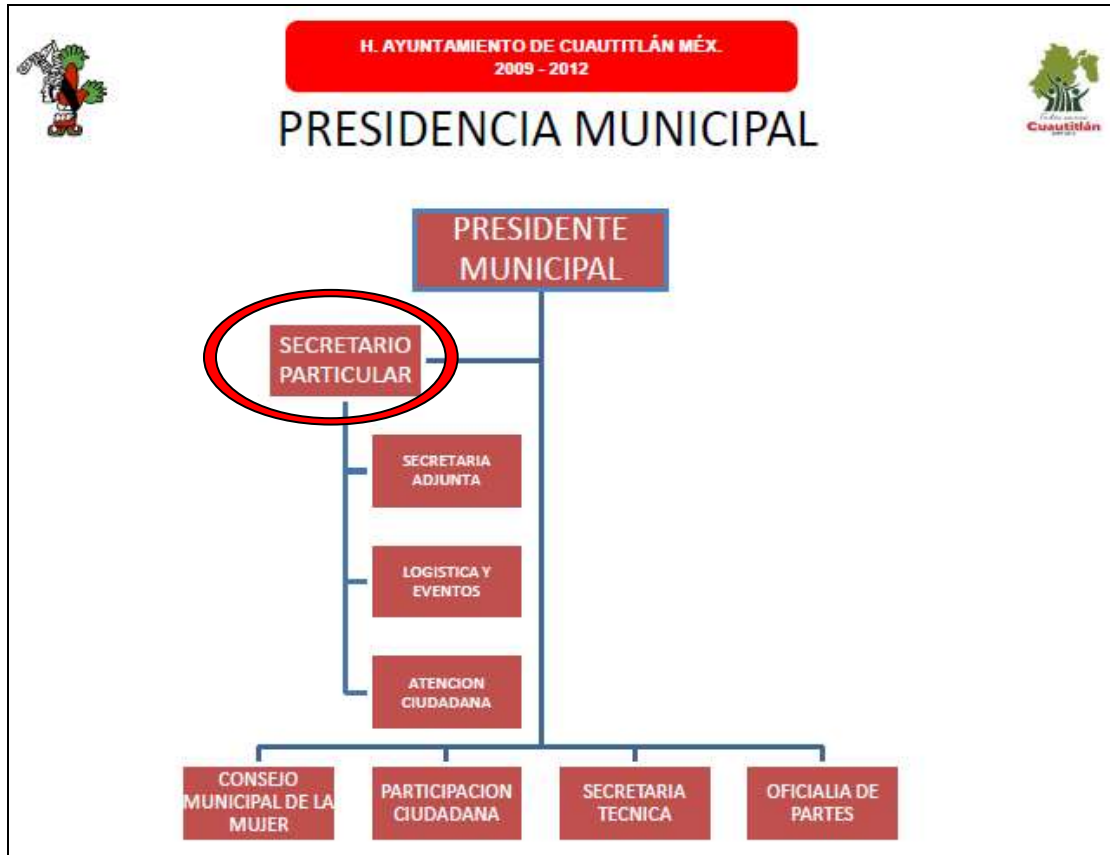 H. AYUNTAMIENTO DE CUAUTITLÁN MÉX.
2009 - 2012
PRESIDENCIA MUNICIPAL
Cuautitlán
PRESIDENTE
MUNICIPAL
SECRETARIO
PARTICULAR
SECRETARIA
ADJUNTA
LOGISTICA Y
EVENTOS
ATENCION
CIUDADANA
CONSEJO
MUNICIPAL DE LA
MUJER
PARTICIPACION
CIUDADANA
SECRETARIA
TECNICA
OFICIALIA DE
PARTES